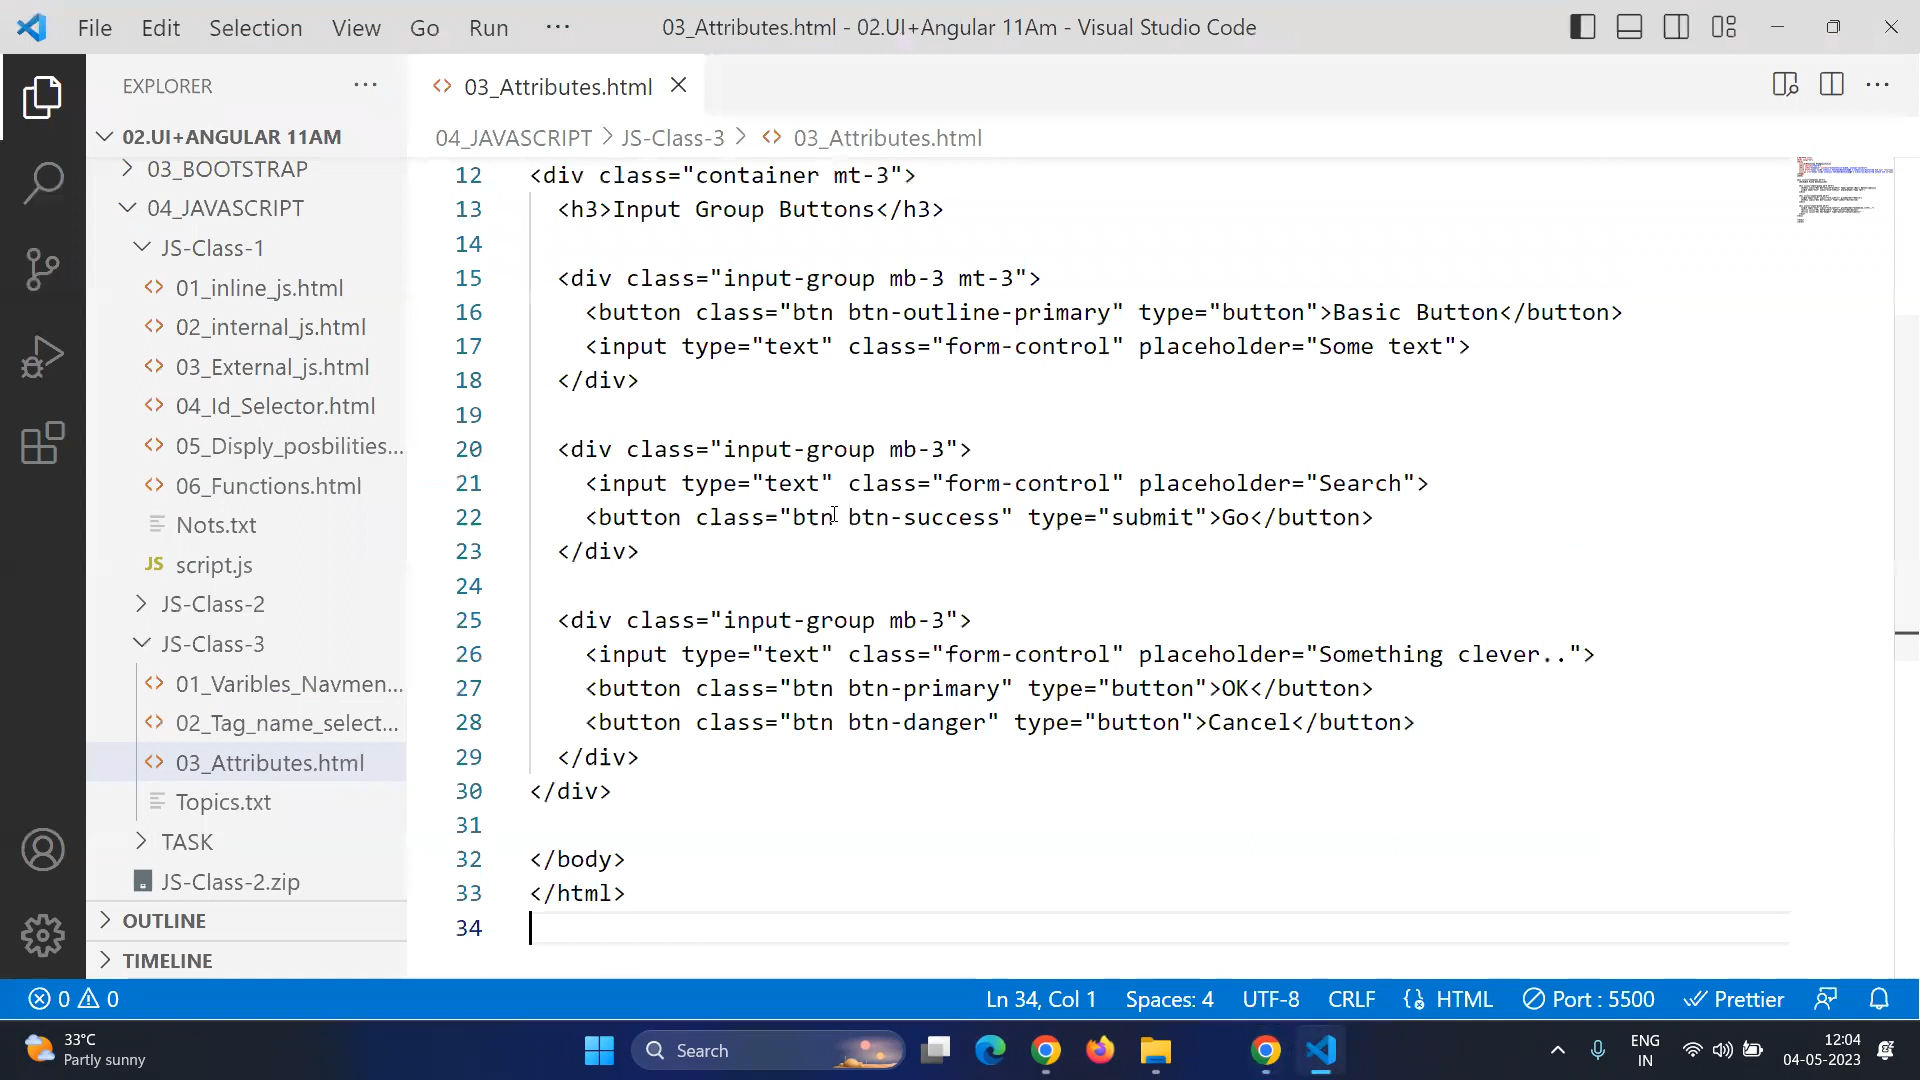 File Edit Selection View Go Run ··· 03_Attributes.html - 02.UI+Angular 11Am - Visual Studio Code
EXPLORER
03_Attributes.html
02.UI+ANGULAR 11AM
04_JAVASCRIPT > JS-Class-3 > 03_Attributes.html
03_BOOTSTRAP
04_JAVASCRIPT
JS-Class-1
01_inline_js.html
02_internal_js.html
03_External_js.html
04_Id_Selector.html
05_Disply_posbilities...
06_Functions.html
Nots.txt
JS script.js
JS-Class-2
JS-Class-3
01_Varibles_Navmen...
02_Tag_name_select...
03_Attributes.html
Topics.txt
TASK
JS-Class-2.zip
OUTLINE
TIMELINE
12 <div class="container mt-3">
13 <h3>Input Group Buttons</h3>
14
15 <div class="input-group mb-3 mt-3">
16 <button class="btn btn-outline-primary" type="button">Basic Button</button>
17 <input type="text" class="form-control" placeholder="Some text">
18 </div>
19
20 <div class="input-group mb-3">
21 <input type="text" class="form-control" placeholder="Search">
22 <button class="btn btn-success" type="submit">Go</button>
23 </div>
24
25 <div class="input-group mb-3">
26 <input type="text" class="form-control" placeholder="Something clever..">
27 <button class="btn btn-primary" type="button">OK</button>
28 <button class="btn btn-danger" type="button">Cancel</button>
29 </div>
30 </div>
31
32 </body>
33 </html>
34
0 0 Ln 34, Col 1 Spaces: 4 UTF-8 CRLF HTML Port : 5500 Prettier
33°C
Partly sunny
Search
ENG
IN
12:04
04-05-2023